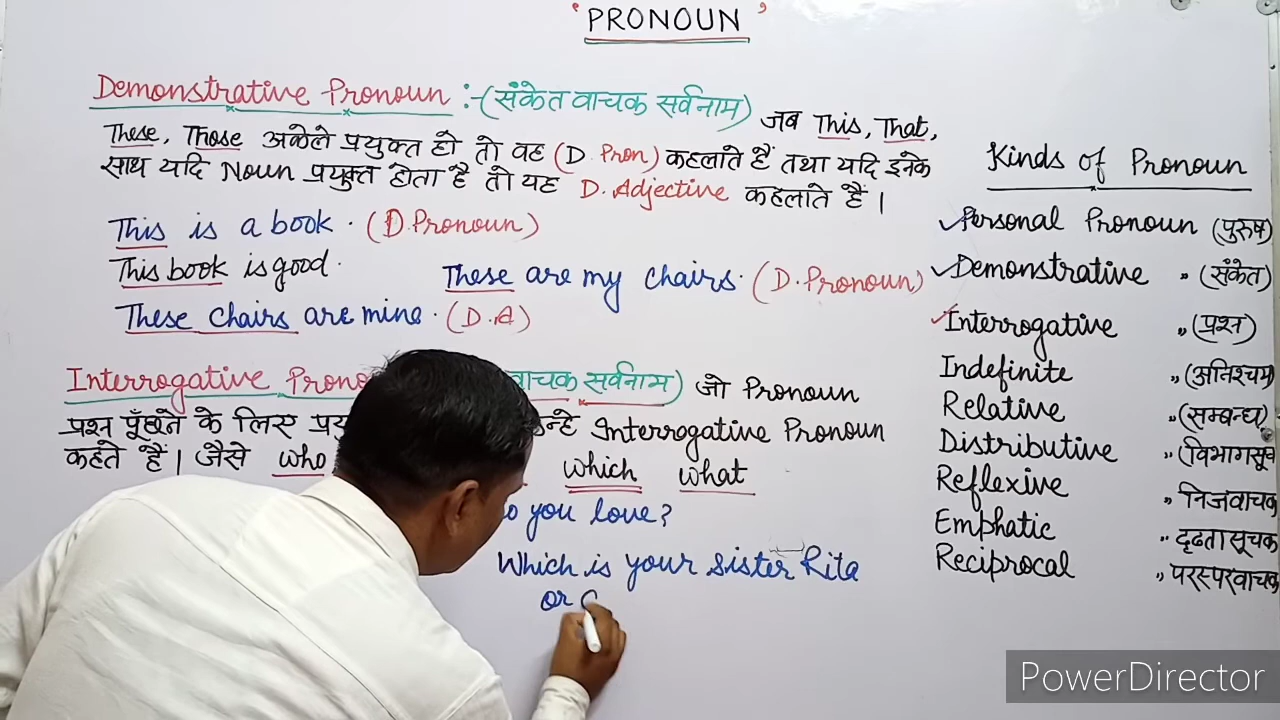 ‘PRONOUN’
Demonstrative Pronoun :-(संकेत वाचक सर्वनाम) जब This, That,
These, Those अकेले प्रयुक्त हो तो वह (D. Pron) कहलाते हैं तथा यदि इनके
साथ यदि Noun प्रयुक्त होता है तो यह D. Adjective कहलाते हैं।
This is a book. (D.Pronoun)
This book is good.
These are my chairs. (D.Pronoun)
These chairs are mine. (D.A)
Interrogative वाचक सर्वनाम) जो Pronoun
प्रश्न पूँछने के लिए Interrogative Pronoun
कहते हैं। जैसे who which what
you love?
Which is your sister Rita
or
Kinds of Pronoun
Personal Pronoun (पुरुष)
Demonstrative " (संकेत)
Interrogative " (प्रश्न)
Indefinite " (अनिश्चय)
Relative " (सम्बन्ध)
Distributive " (विभागसूच
Reflexive " निजवाचक
Emphatic " दृढतासूचक
Reciprocal " परस्परवाचक
PowerDirector